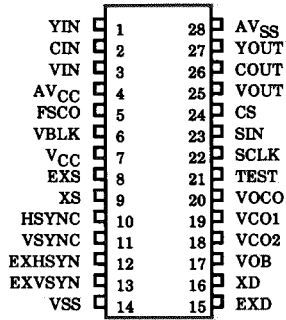 YIN 1 28 AVSS
CIN 2 27 YOUT
VIN 3 26 COUT
AVCC 4 25 VOUT
FSCO 5 24 CS
VBLK 6 23 SIN
VCC 7 22 SCLK
EXS 8 21 TEST
XS 9 20 VOCO
HSYNC 10 19 VCO1
VSYNC 11 18 VCO2
EXHSYN 12 17 VOB
EXVSYN 13 16 XD
VSS 14 15 EXD